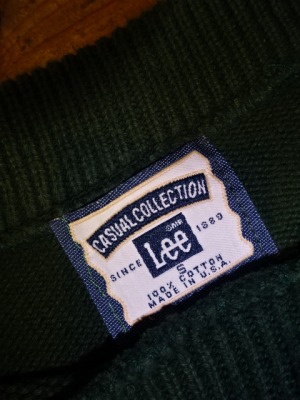 CASUAL COLLECTION
Lee
SINCE 1889
S
100% COTTON
MADE IN U.S.A.